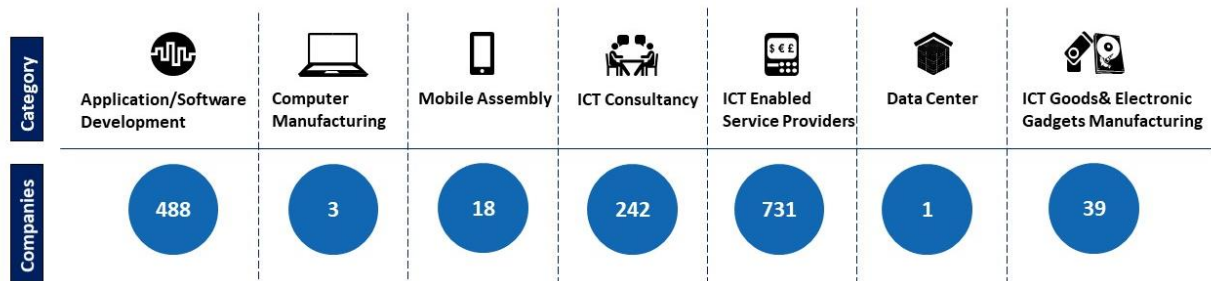 Category
Application/Software
Development
Computer
Manufacturing
Mobile Assembly
ICT Consultancy
$ € £
ICT Enabled
Service Providers
Data Center
ICT Goods& Electronic
Gadgets Manufacturing
Companies
488
3
18
242
731
1
39